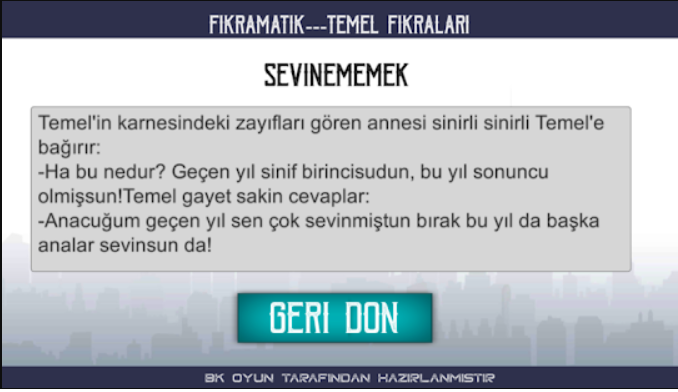 FIKRAMATIK---TEMEL FIKRALARI
SEVINEMEMEK
Temel'in karnesindeki zayıfları gören annesi sinirli sinirli Temel'e
bağırır:
-Ha bu nedur? Geçen yıl sinif birincisudun, bu yıl sonuncu
olmişsun!Temel gayet sakin cevaplar:
-Anacuğum geçen yıl sen çok sevinmiştun bırak bu yıl da başka
analar sevinsun da!
GERI DON
BK OYUN TARAFINDAN HAZIRLANMISTIR